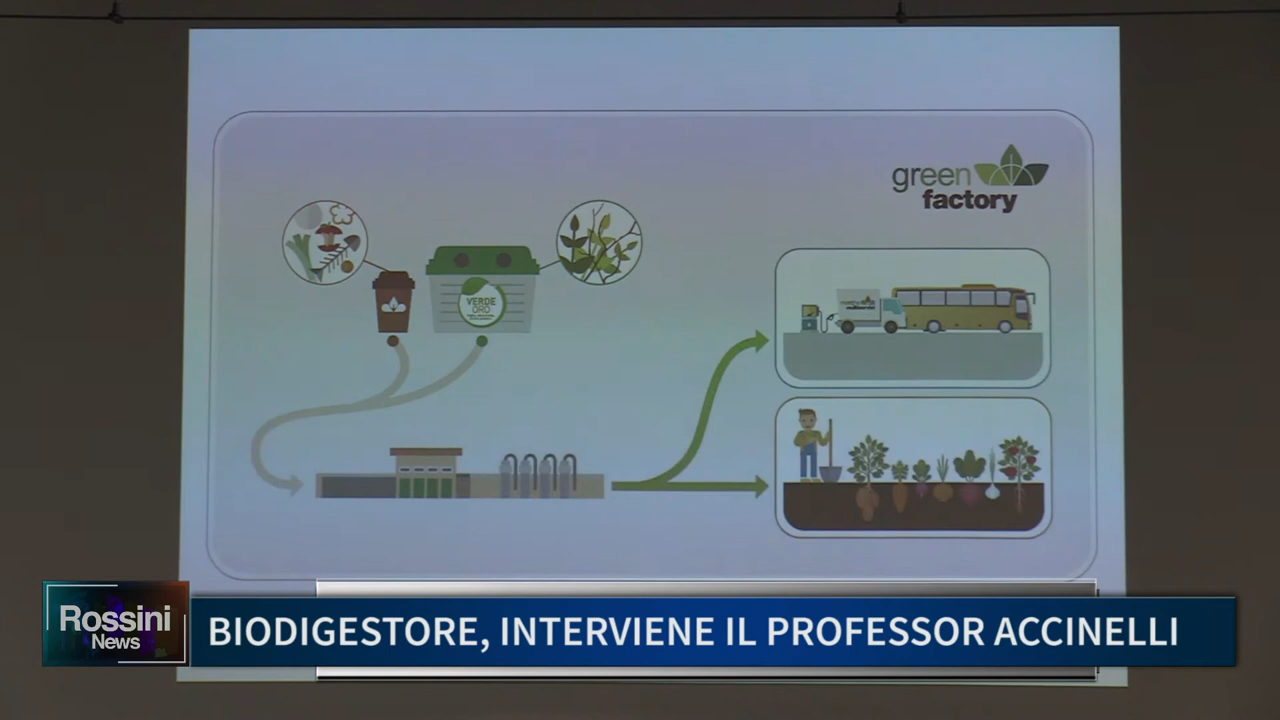 green
factory
VERDE
ORO
Rossini
News
BIODIGESTORE, INTERVIENE IL PROFESSOR ACCINELLI